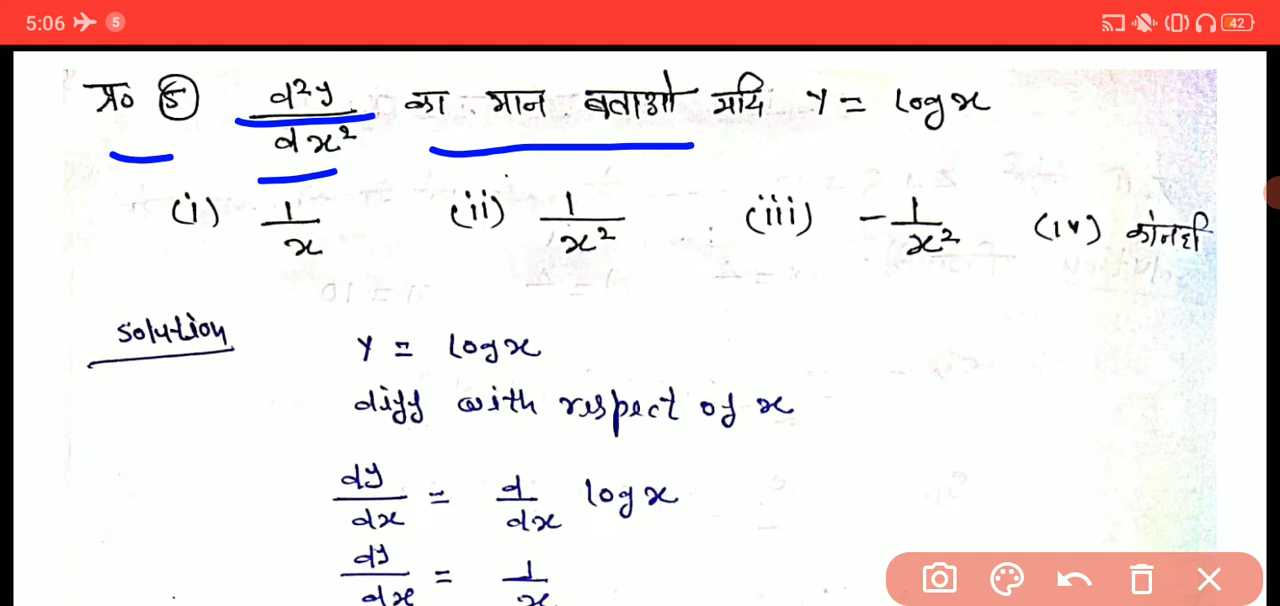 5:06 5 42
प्र० 5 d²y/dx² का मान बताओ यदि y = log x
(i) 1/x (ii) 1/x² (iii) -1/x² (iv) कोनही
Solution
y = log x
diff with respect of x
dy/dx = d/dx log x
dy/dx = 1/x